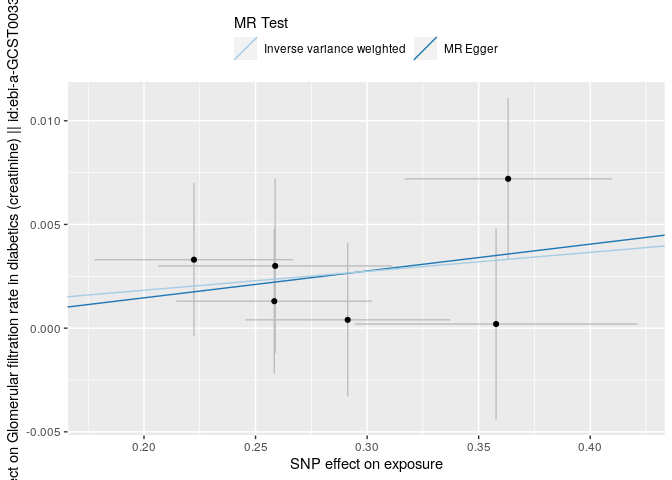 MR Test
Inverse variance weighted
MR Egger
on Glomerular filtration rate in diabetics (creatinine) || id:ebi-a-
0.010
0.005
0.000
-0.005
0.20
0.25
0.30
0.35
0.40
SNP effect on exposure